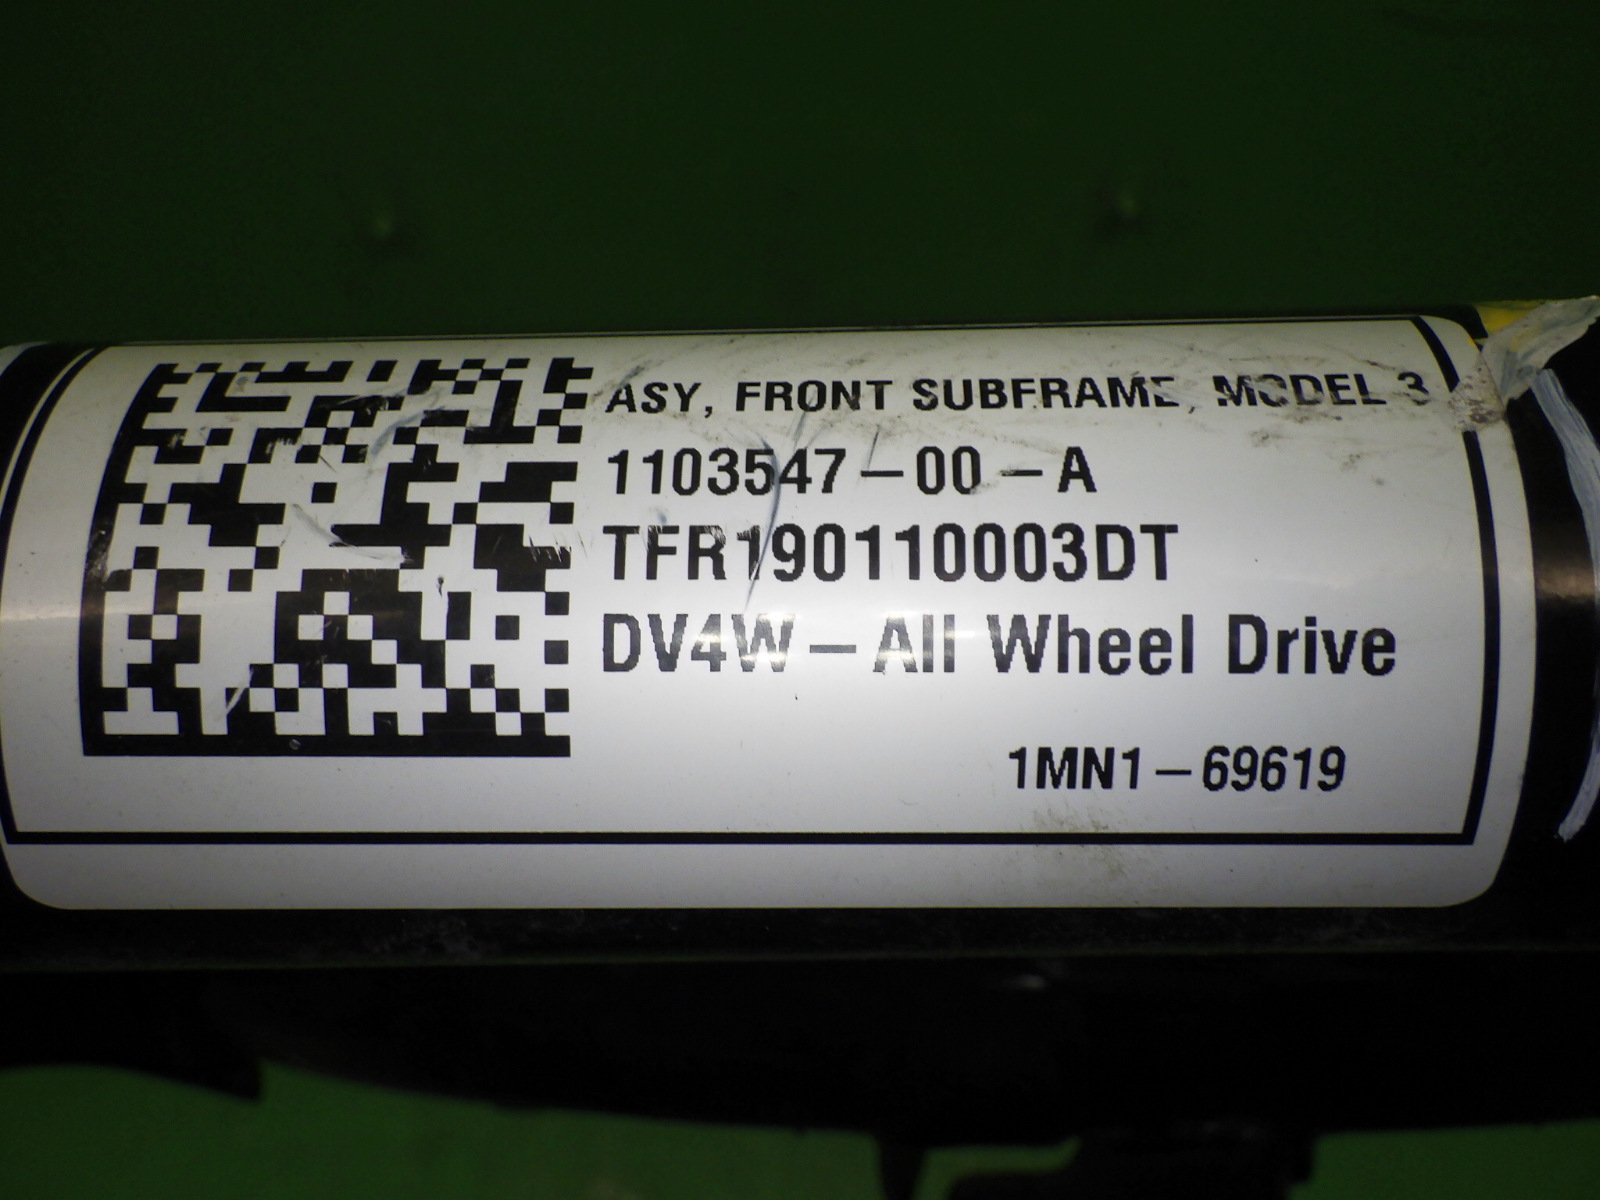 ASY, FRONT SUBFRAME, MODEL 3
1103547-00-A
TFR190110003DT
DV4W-All Wheel Drive
1MN1-69619